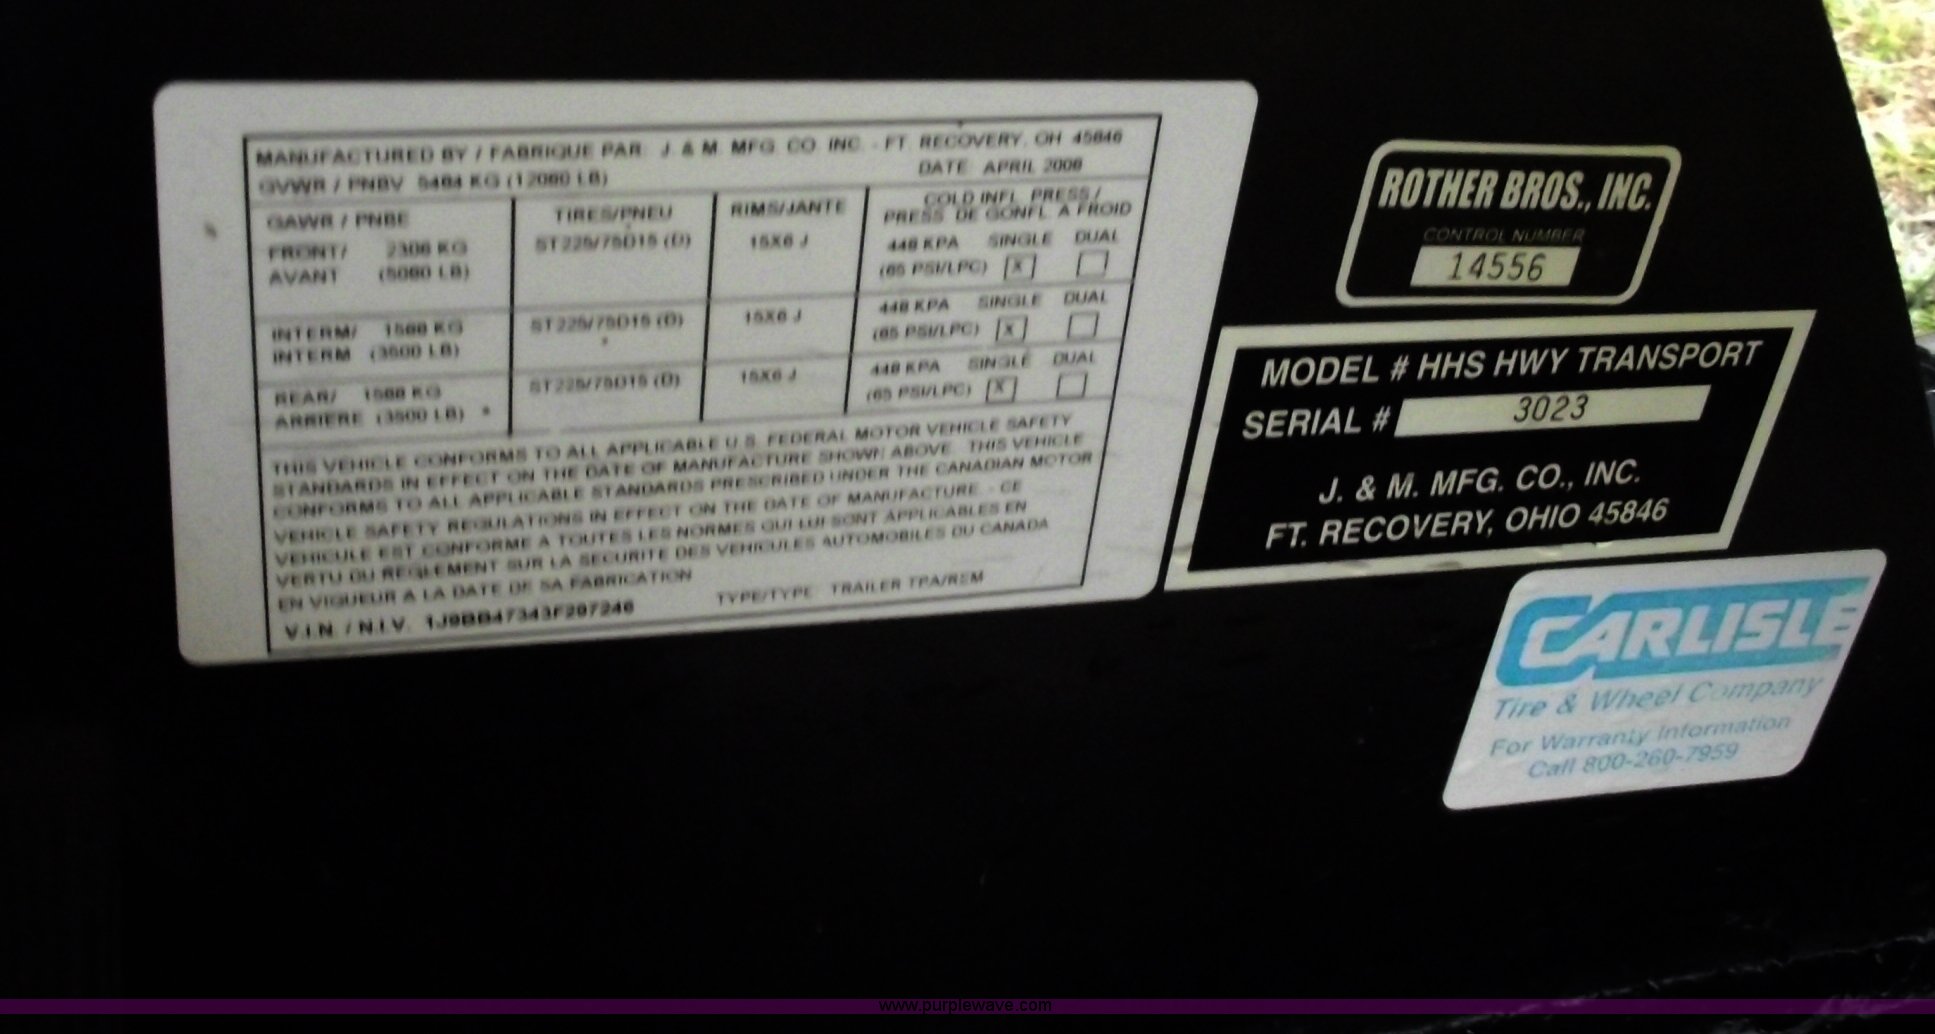 MANUFACTURED BY / FABRIQUE PAR: J. & M. MFG. CO. INC. - FT. RECOVERY, OH 45846
DATE: APRIL 2008
GVWR / PNBV (12080 LB)
GAWR / PNBE
TIRES/PNEU
RIMS/JANTE
COLD INFL. PRESS./
PRESS. DE GONFL. A FROID
FRONT/ 2306 KG
AVANT (5080 LB)
ST225/75D15 (D)
15X6 J
448 KPA SINGLE DUAL
(65 PSI/LPC) X
INTERM/ 1588 KG
INTERM (3500 LB)
ST225/75D15 (D)
15X6 J
448 KPA SINGLE DUAL
(65 PSI/LPC) X
REAR/ 1588 KG
ARRIERE (3500 LB)
ST225/75D15 (D)
15X6 J
448 KPA SINGLE DUAL
(65 PSI/LPC) X
THIS VEHICLE CONFORMS TO ALL APPLICABLE U.S. FEDERAL MOTOR VEHICLE SAFETY
STANDARDS IN EFFECT ON THE DATE OF MANUFACTURE SHOWN ABOVE. THIS VEHICLE
CONFORMS TO ALL APPLICABLE STANDARDS PRESCRIBED UNDER THE CANADIAN MOTOR
VEHICLE SAFETY REGULATIONS IN EFFECT ON THE DATE OF MANUFACTURE. - CE
VEHICULE EST CONFORME A TOUTES LES NORMES QUI LUI SONT APPLICABLES EN
VERTU DU REGLEMENT SUR LA SECURITE DES VEHICULES AUTOMOBILES DU CANADA
EN VIGUEUR A LA DATE DE SA FABRICATION
V.I.N. / N.I.V. TYPE/TYPE: TRAILER TRA/REM
ROTHER BROS., INC.
CONTROL NUMBER
14556
MODEL # HHS HWY TRANSPORT
SERIAL # 3023
J. & M. MFG. CO., INC.
FT. RECOVERY, OHIO 45846
CARLISLE
Tire & Wheel Company
For Warranty Information
Call 800-260-7959
www.purplewave.com